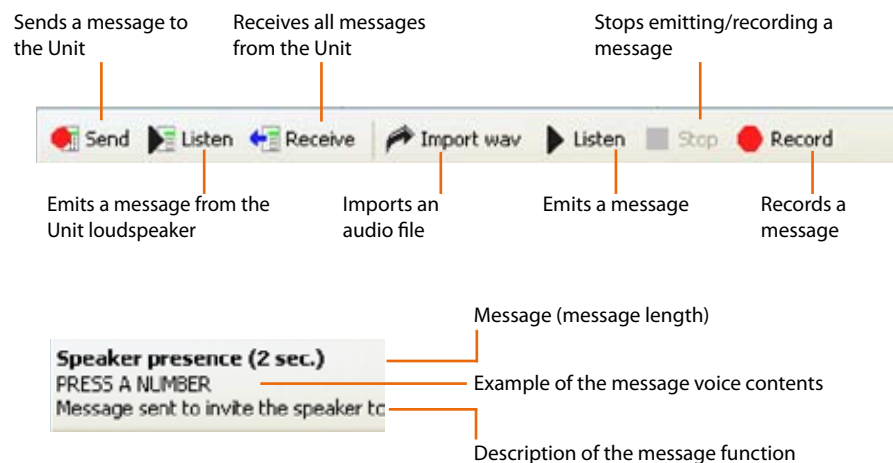 Sends a message to
the Unit
Receives all messages
from the Unit
Stops emitting/recording a
message
Send Listen Receive Import wav Listen Stop Record
Emits a message from the
Unit loudspeaker
Imports an
audio file
Emits a message
Records a
message
Message (message length)
Speaker presence (2 sec.)
PRESS A NUMBER
Example of the message voice contents
Message sent to invite the speaker to
Description of the message function